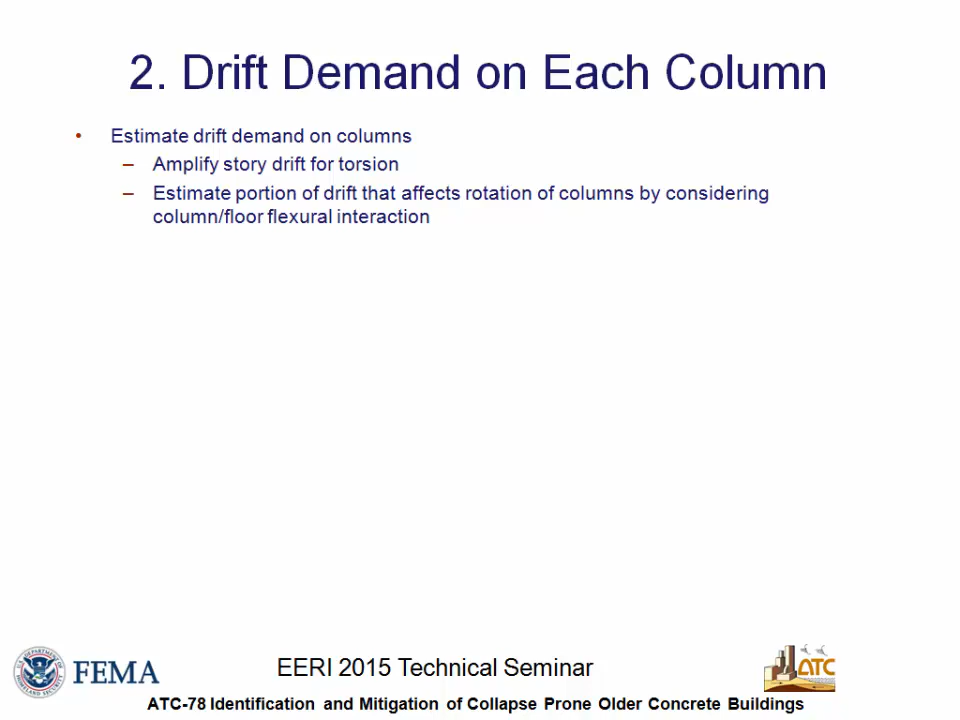 2. Drift Demand on Each Column
• Estimate drift demand on columns
– Amplify story drift for torsion
– Estimate portion of drift that affects rotation of columns by considering
column/floor flexural interaction
FEMA
EERI 2015 Technical Seminar
ATC
ATC-78 Identification and Mitigation of Collapse Prone Older Concrete Buildings